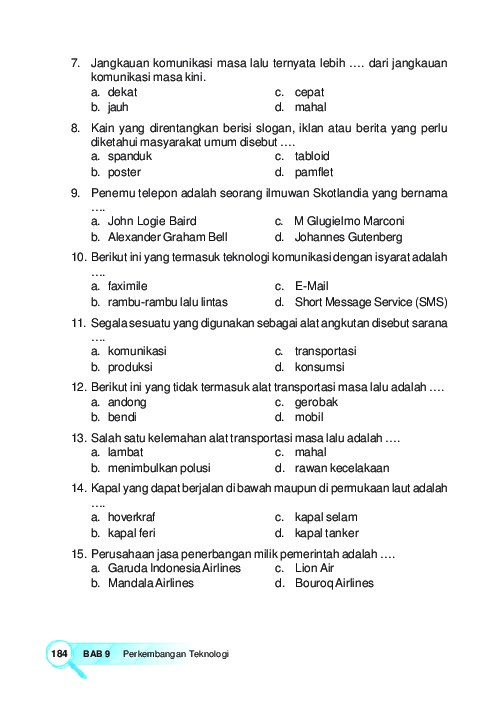 7. Jangkauan komunikasi masa lalu ternyata lebih …. dari jangkauan
komunikasi masa kini.
a. dekat c. cepat
b. jauh d. mahal
8. Kain yang direntangkan berisi slogan, iklan atau berita yang perlu
diketahui masyarakat umum disebut ….
a. spanduk c. tabloid
b. poster d. pamflet
9. Penemu telepon adalah seorang ilmuwan Skotlandia yang bernama
….
a. John Logie Baird c. M Glugielmo Marconi
b. Alexander Graham Bell d. Johannes Gutenberg
10. Berikut ini yang termasuk teknologi komunikasi dengan isyarat adalah
….
a. faximile c. E-Mail
b. rambu-rambu lalu lintas d. Short Message Service (SMS)
11. Segala sesuatu yang digunakan sebagai alat angkutan disebut sarana
….
a. komunikasi c. transportasi
b. produksi d. konsumsi
12. Berikut ini yang tidak termasuk alat transportasi masa lalu adalah ….
a. andong c. gerobak
b. bendi d. mobil
13. Salah satu kelemahan alat transportasi masa lalu adalah ….
a. lambat c. mahal
b. menimbulkan polusi d. rawan kecelakaan
14. Kapal yang dapat berjalan di bawah maupun di permukaan laut adalah
….
a. hoverkraf c. kapal selam
b. kapal feri d. kapal tanker
15. Perusahaan jasa penerbangan milik pemerintah adalah ….
a. Garuda Indonesia Airlines c. Lion Air
b. Mandala Airlines d. Bouroq Airlines
184 BAB 9 Perkembangan Teknologi